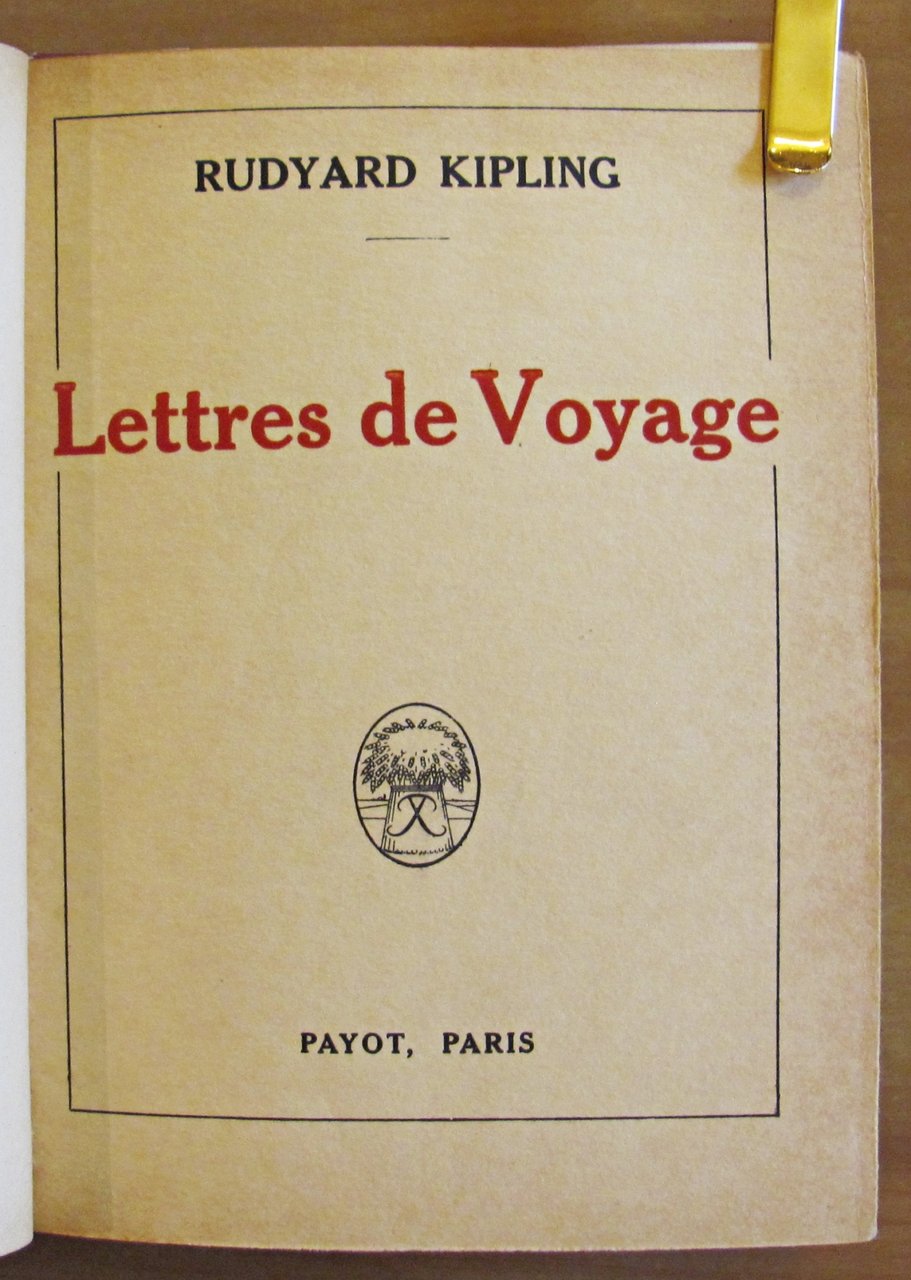 RUDYARD KIPLING
Lettres de Voyage
PAYOT, PARIS